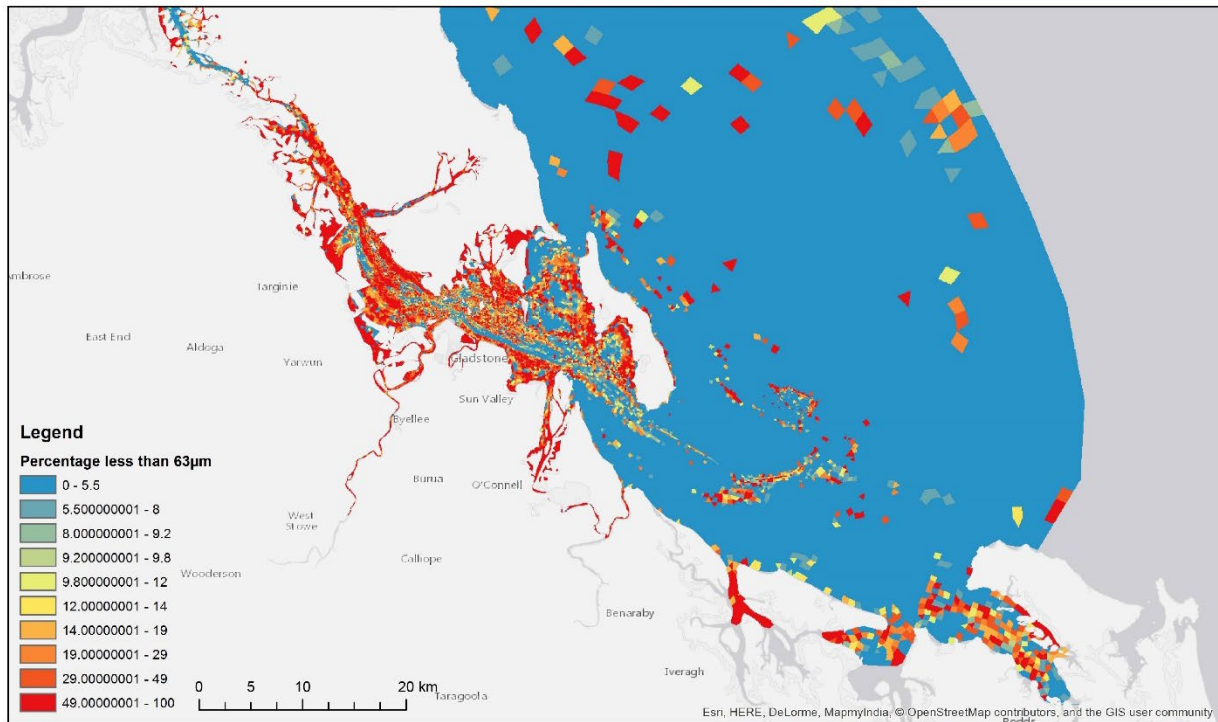 Ambrose
Targinie
East End
Aldoga
Yarwun
Gladstone
Sun Valley
Byellee
Burua
O'Connell
West
Stowe
Calliope
Wooderson
Benaraby
Iveragh
Taragoola
Legend
Percentage less than 63µm
0 - 5.5
5.500000001 - 8
8.000000001 - 9.2
9.200000001 - 9.8
9.800000001 - 12
12.00000001 - 14
14.00000001 - 19
19.00000001 - 29
29.00000001 - 49
49.00000001 - 100
0 5 10 20 km
Esri, HERE, DeLorme, MapmyIndia, © OpenStreetMap contributors, and the GIS user community